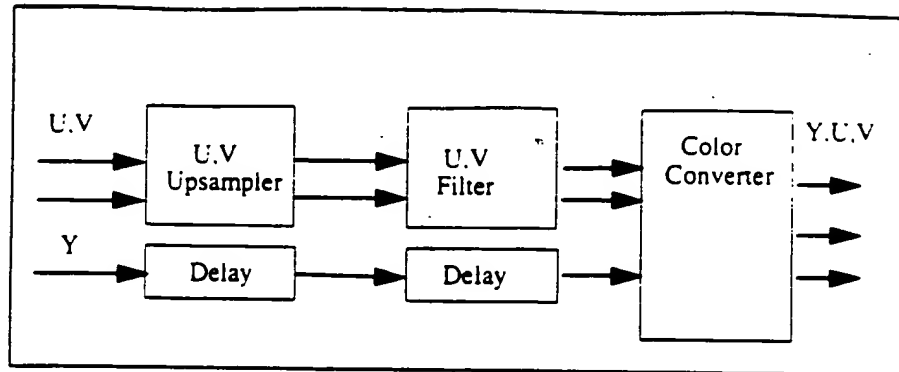 U,V
U.V
Upsampler
U.V
Filter
Color
Converter
Y.U.V
Y
Delay
Delay